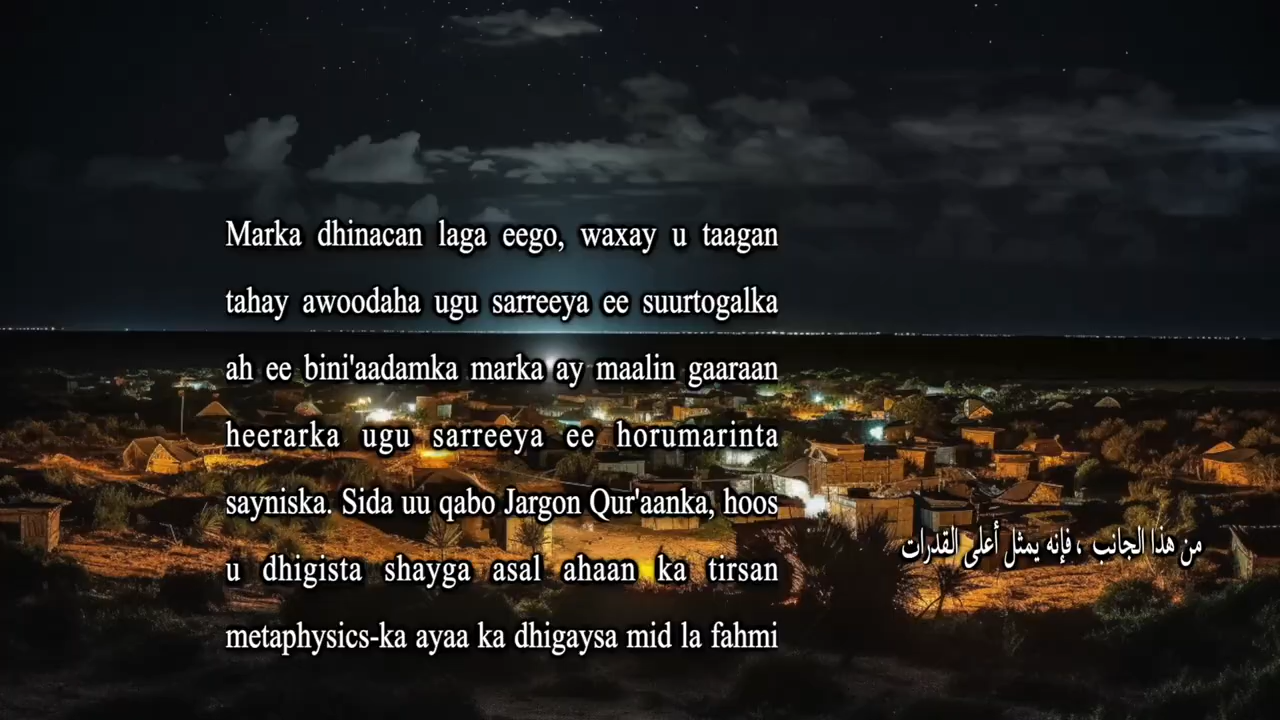 Marka dhinacan laga eego, waxay u taagan
tahay awoodaha ugu sarreeya ee suurtogalka
ah ee bini'aadamka marka ay maalin gaaraan
heerarka ugu sarreeya ee horumarinta
sayniska. Sida uu qabo Jargon Qur'aanka, hoos
u dhigista shayga asal ahaan ka tirsan
metaphysics-ka ayaa ka dhigaysa mid la fahmi
من هذا الجانب ، فإنه يمثل أعلى القدرات